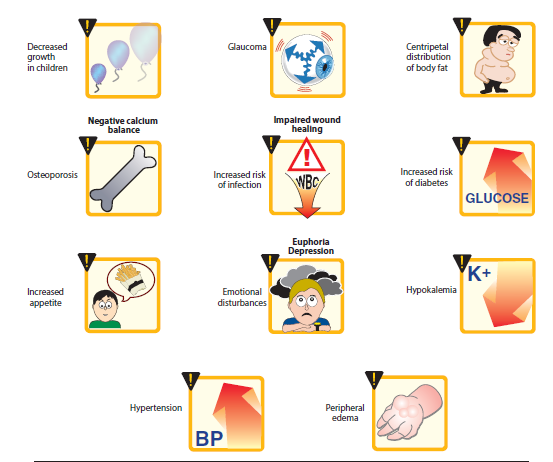 Decreased
growth
in children
!
Glaucoma
!
Centripetal
distribution
of body fat
!
Negative calcium
balance
Osteoporosis
!
Impaired wound
healing
Increased risk
of infection
!
!
WBC
Increased risk
of diabetes
!
GLUCOSE
Increased
appetite
!
Euphoria
Depression
Emotional
disturbances
!
Hypokalemia
!
K+
Hypertension
!
BP
Peripheral
edema
!